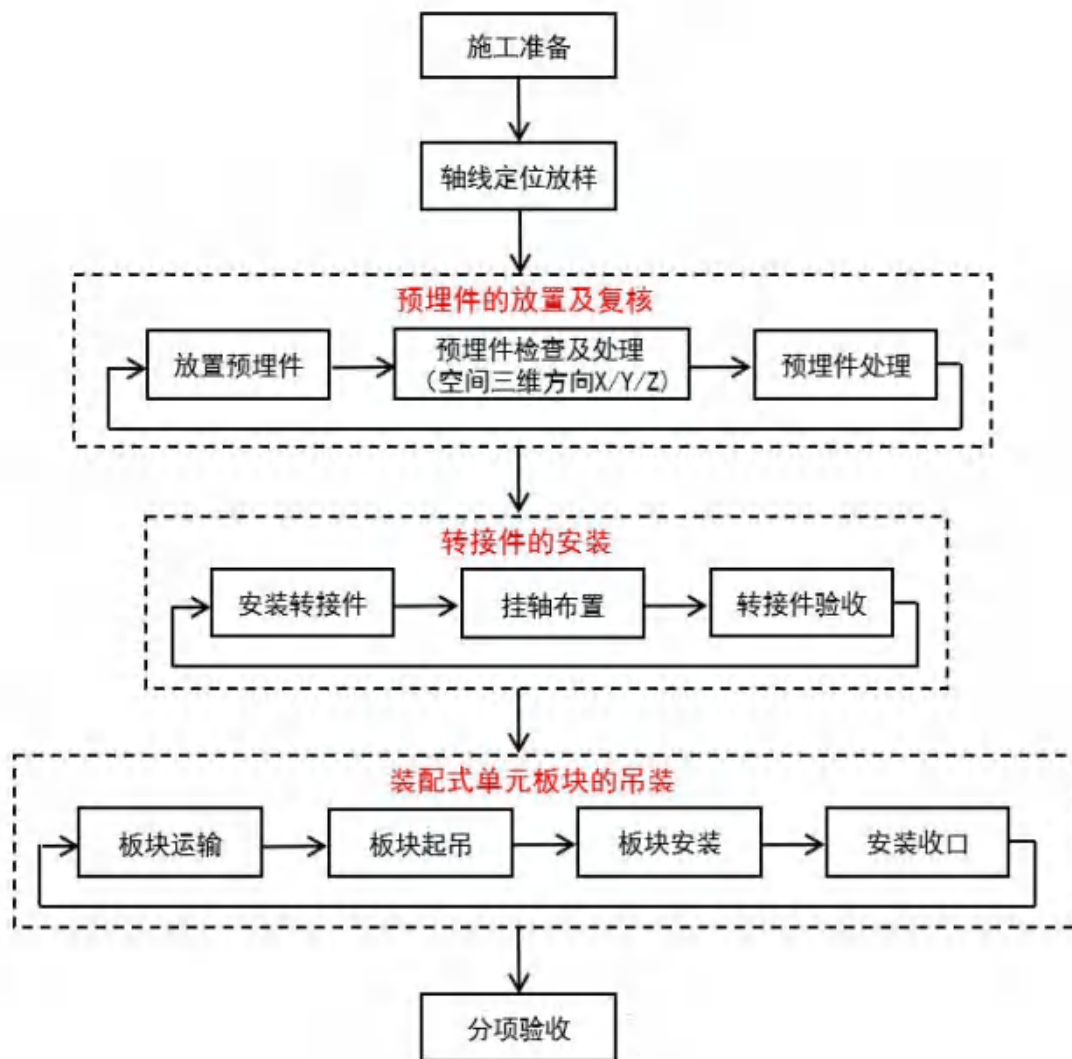 施工准备
轴线定位放样
预埋件的放置及复核
放置预埋件
预埋件检查及处理
（空间三维方向X/Y/Z）
预埋件处理
转接件的安装
安装转接件
挂轴布置
转接件验收
装配式单元板块的吊装
板块运输
板块起吊
板块安装
安装收口
分项验收